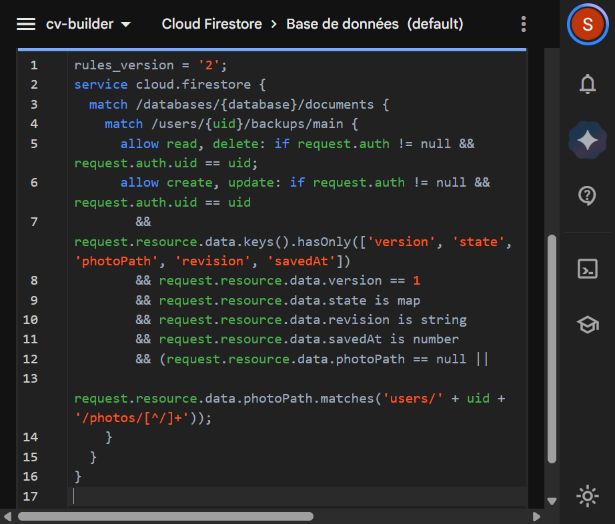 cv-builder Cloud Firestore > Base de données (default)
S
1 rules_version = '2';
2 service cloud.firestore {
3 match /databases/{database}/documents {
4 match /users/{uid}/backups/main {
5 allow read, delete: if request.auth != null &&
request.auth.uid == uid;
6 allow create, update: if request.auth != null &&
request.auth.uid == uid
7 &&
request.resource.data.keys().hasOnly(['version', 'state',
'photoPath', 'revision', 'savedAt'])
8 && request.resource.data.version == 1
9 && request.resource.data.state is map
10 && request.resource.data.revision is string
11 && request.resource.data.savedAt is number
12 && (request.resource.data.photoPath == null ||
13
request.resource.data.photoPath.matches('users/' + uid +
'/photos/[^/]+'));
14 }
15 }
16 }
17